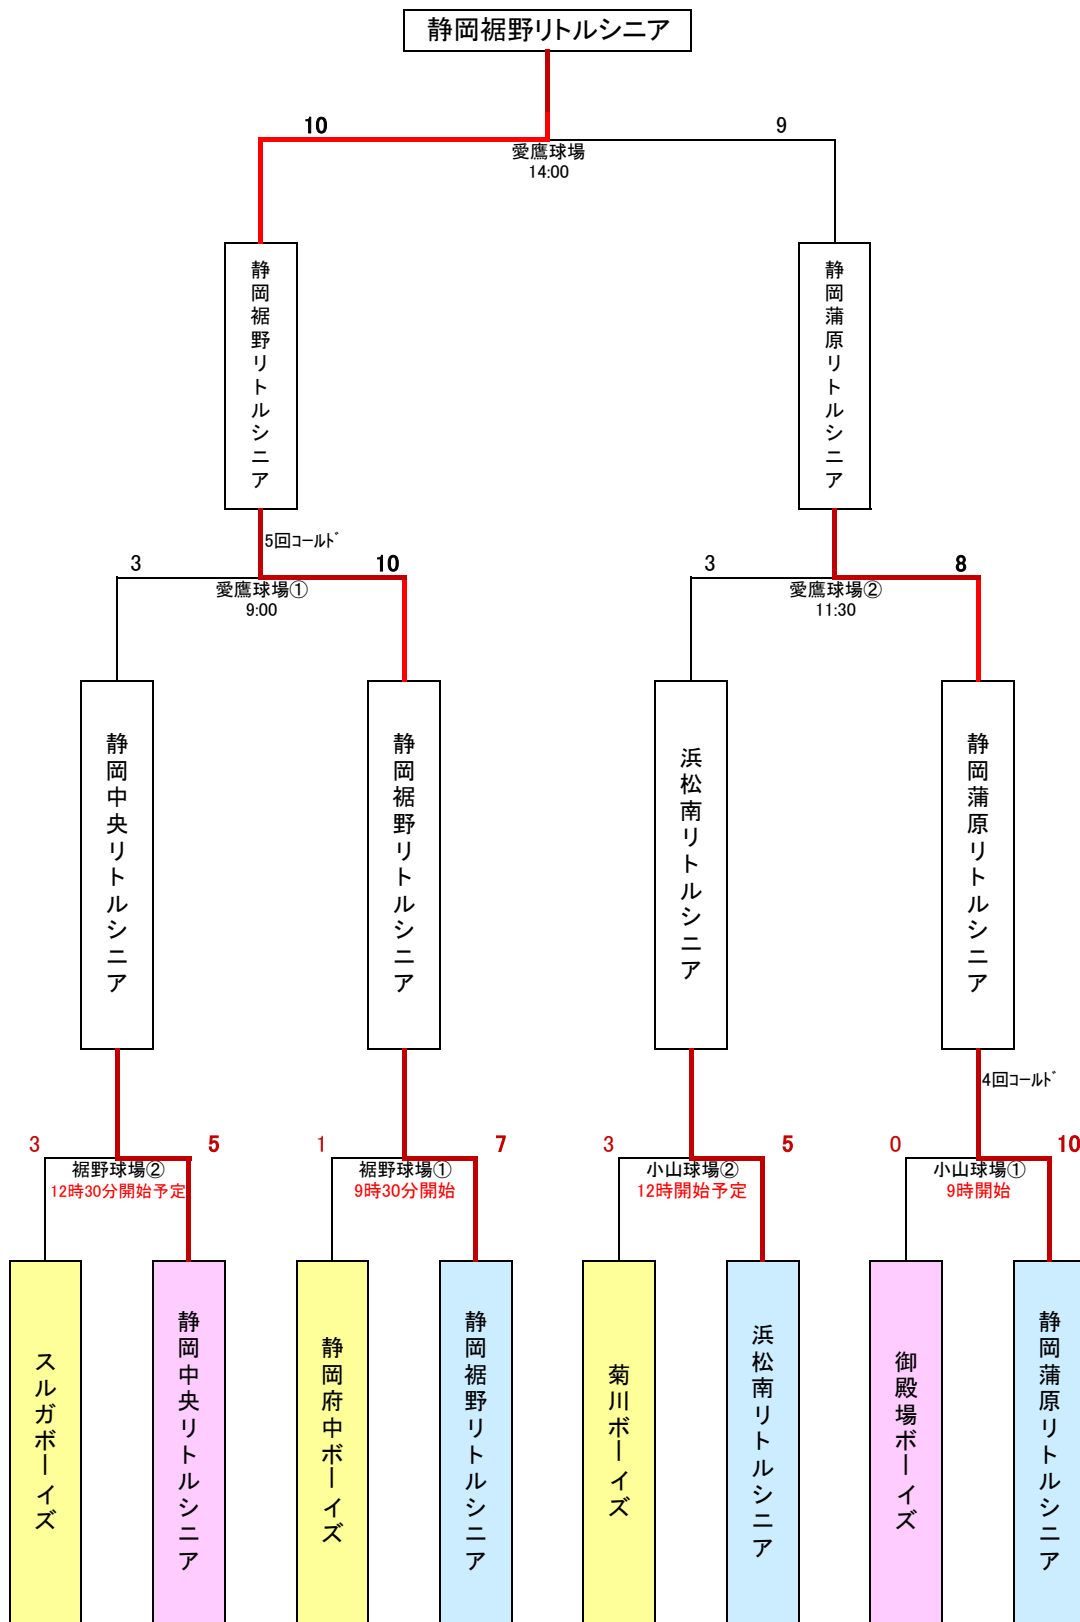 静岡裾野リトルシニア
10
9
愛鷹球場
14:00
静岡裾野リトルシニア
静岡蒲原リトルシニア
5回ｺｰﾙﾄﾞ
3
10
3
8
愛鷹球場①
9:00
愛鷹球場②
11:30
静岡中央リトルシニア
静岡裾野リトルシニア
浜松南リトルシニア
静岡蒲原リトルシニア
4回ｺｰﾙﾄﾞ
3
5
1
7
3
5
0
10
裾野球場②
12時30分開始予定
裾野球場①
9時30分開始
小山球場②
12時開始予定
小山球場①
9時開始
スルガボーイズ
静岡中央リトルシニア
静岡府中ボーイズ
静岡裾野リトルシニア
菊川ボーイズ
浜松南リトルシニア
御殿場ボーイズ
静岡蒲原リトルシニア